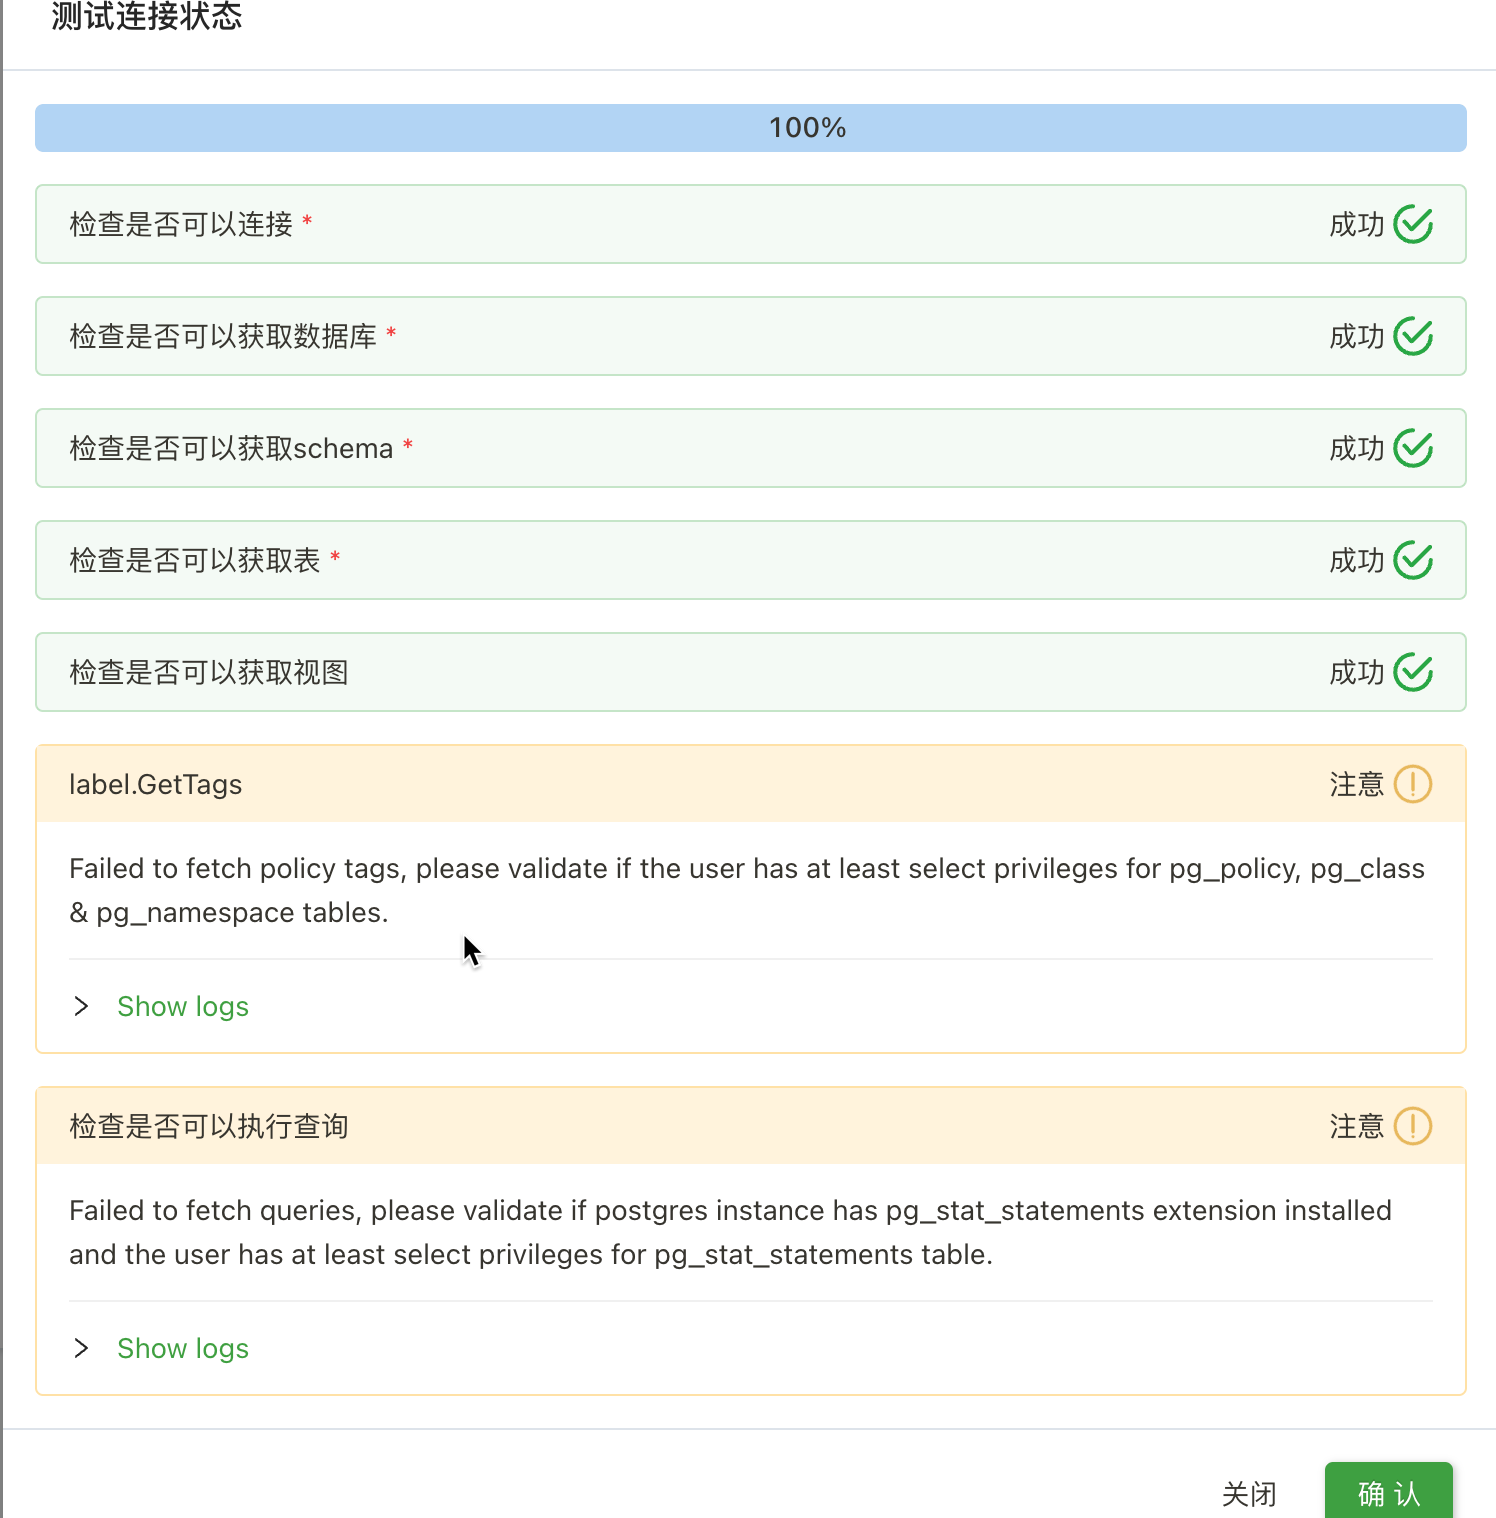 测试连接状态
100%
检查是否可以连接 * 成功
检查是否可以获取数据库 * 成功
检查是否可以获取schema * 成功
检查是否可以获取表 * 成功
检查是否可以获取视图 成功
label.GetTags 注意
Failed to fetch policy tags, please validate if the user has at least select privileges for pg_policy, pg_class
& pg_namespace tables.
Show logs
检查是否可以执行查询 注意
Failed to fetch queries, please validate if postgres instance has pg_stat_statements extension installed
and the user has at least select privileges for pg_stat_statements table.
Show logs
关闭 确 认